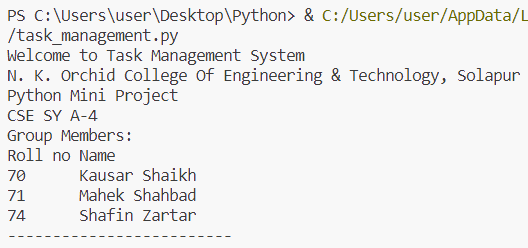 PS C:\Users\user\Desktop\Python> & C:/Users/user/AppData/L
/task_management.py
Welcome to Task Management System
N. K. Orchid College Of Engineering & Technology, Solapur
Python Mini Project
CSE SY A-4
Group Members:
Roll no Name
70      Kausar Shaikh
71      Mahek Shahbad
74      Shafin Zartar
-------------------------